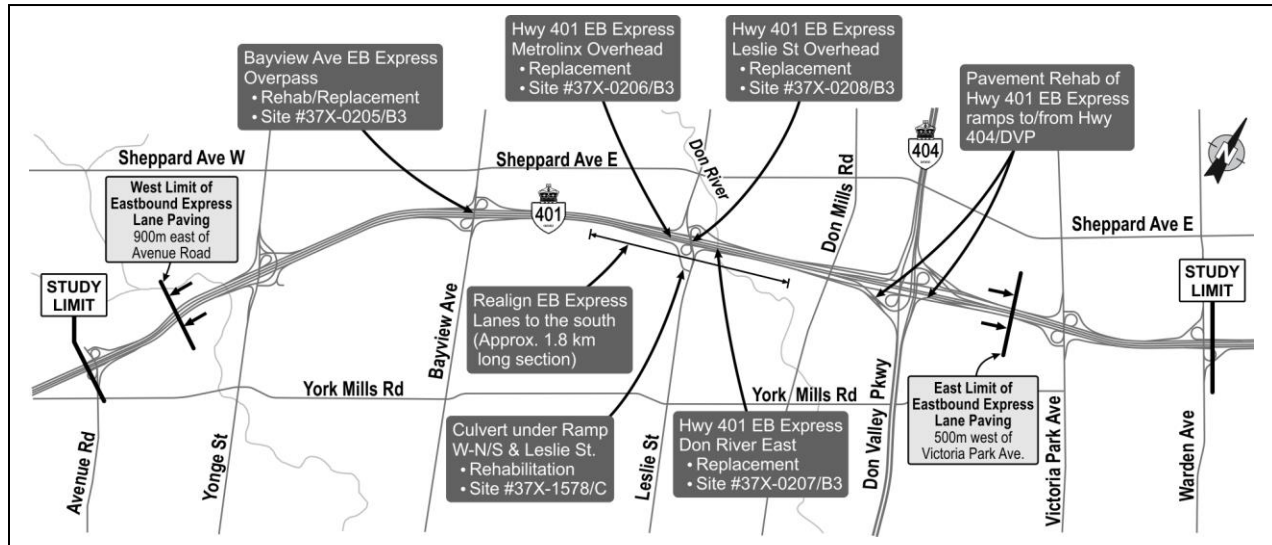 Bayview Ave EB Express
Overpass
• Rehab/Replacement
• Site #37X-0205/B3
Hwy 401 EB Express
Metrolinx Overhead
• Replacement
• Site #37X-0206/B3
Hwy 401 EB Express
Leslie St Overhead
• Replacement
• Site #37X-0208/B3
Pavement Rehab of
Hwy 401 EB Express
ramps to/from Hwy
404/DVP
N
404
Sheppard Ave W
Sheppard Ave E
Don River
Don Mills Rd
Sheppard Ave E
West Limit of
Eastbound Express
Lane Paving
900m east of
Avenue Road
401
STUDY
LIMIT
STUDY
LIMIT
Realign EB Express
Lanes to the south
(Approx. 1.8 km
long section)
Bayview Ave
York Mills Rd
York Mills Rd
East Limit of
Eastbound Express
Lane Paving
500m west of
Victoria Park Ave.
Culvert under Ramp
W-N/S & Leslie St.
• Rehabilitation
• Site #37X-1578/C
Hwy 401 EB Express
Don River East
• Replacement
• Site #37X-0207/B3
Avenue Rd
Yonge St
Leslie St
Don Valley Pkwy
Victoria Park Ave
Warden Ave